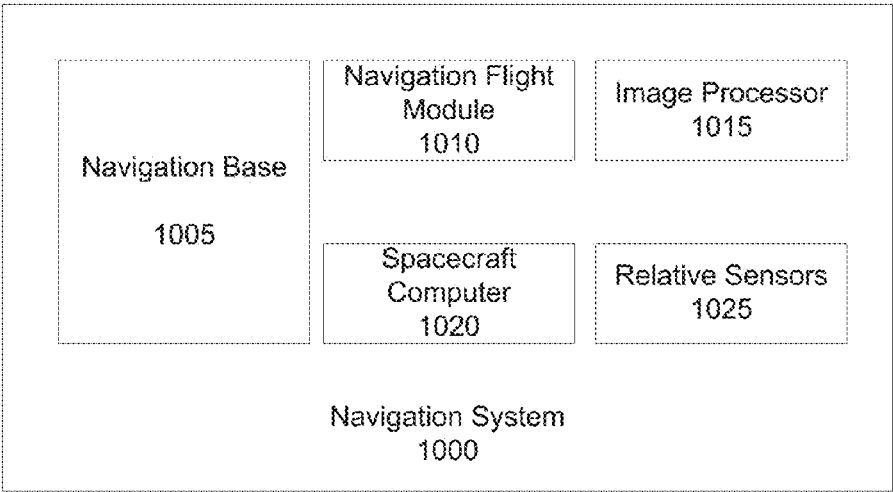 Navigation Base
1005
Navigation Flight
Module
1010
Image Processor
1015
Spacecraft
Computer
1020
Relative Sensors
1025
Navigation System
1000